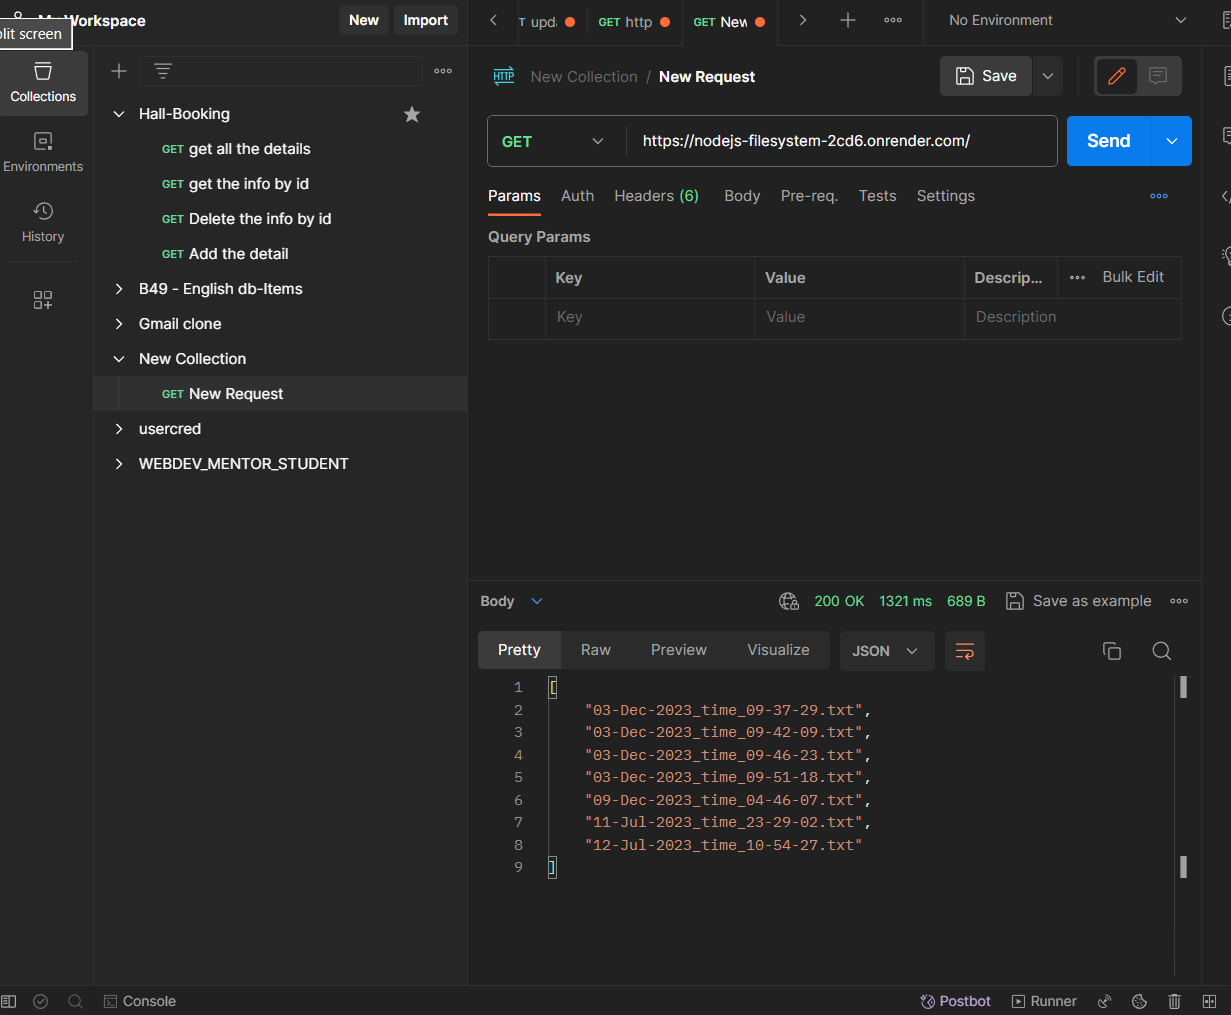 My Workspace
New
Import
plit screen
T upd
GET http
GET New
No Environment
Collections
Environments
History
Hall-Booking
GET get all the details
GET get the info by id
GET Delete the info by id
GET Add the detail
B49 - English db-Items
Gmail clone
New Collection
GET New Request
usercred
WEBDEV_MENTOR_STUDENT
HTTP New Collection / New Request
Save
GET
https://nodejs-filesystem-2cd6.onrender.com/
Send
Params
Auth
Headers (6)
Body
Pre-req.
Tests
Settings
Query Params
Key
Value
Descrip...
Bulk Edit
Key
Value
Description
Body
200 OK
1321 ms
689 B
Save as example
Pretty
Raw
Preview
Visualize
JSON
1 [
2 "03-Dec-2023_time_09-37-29.txt",
3 "03-Dec-2023_time_09-42-09.txt",
4 "03-Dec-2023_time_09-46-23.txt",
5 "03-Dec-2023_time_09-51-18.txt",
6 "09-Dec-2023_time_04-46-07.txt",
7 "11-Jul-2023_time_23-29-02.txt",
8 "12-Jul-2023_time_10-54-27.txt"
9 ]
Console
Postbot
Runner